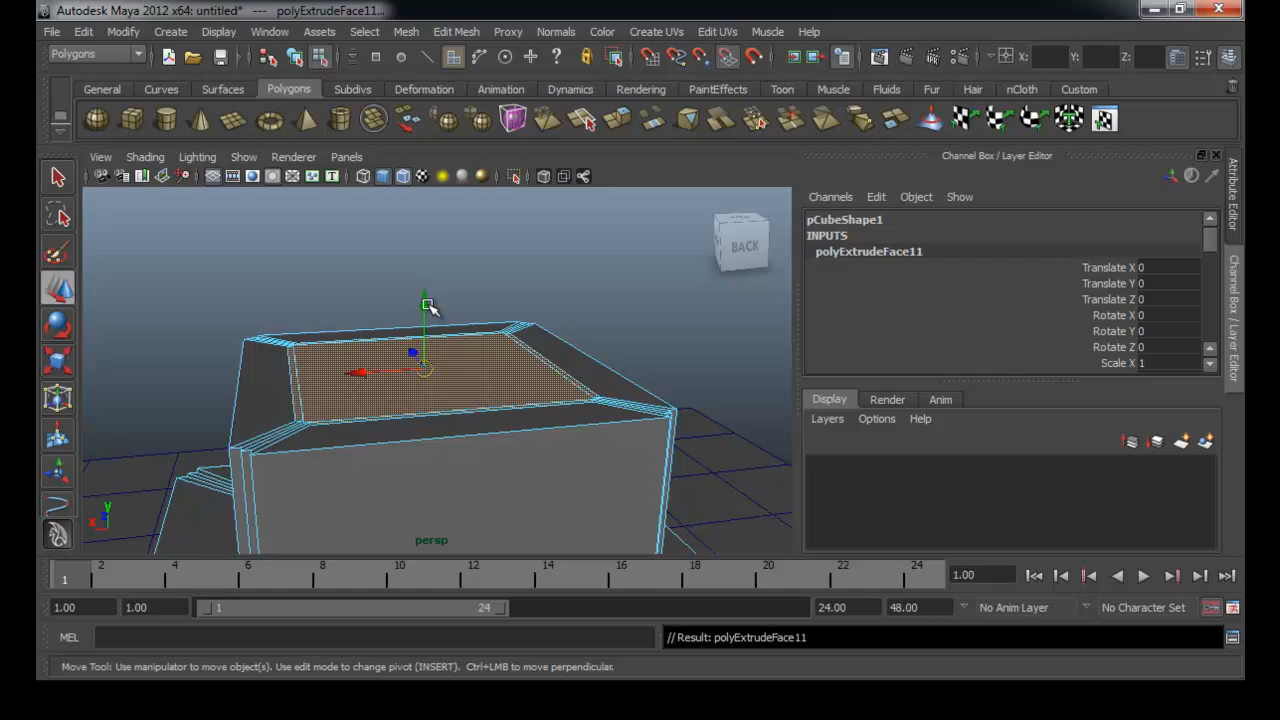 Autodesk Maya 2012 x64: untitled* --- polyExtrudeFace11...
File Edit Modify Create Display Window Assets Select Mesh Edit Mesh Proxy Normals Color Create UVs Edit UVs Muscle Help
Polygons X: Y: Z:
General Curves Surfaces Polygons Subdivs Deformation Animation Dynamics Rendering PaintEffects Toon Muscle Fluids Fur Hair nCloth Custom
View Shading Lighting Show Renderer Panels
Channel Box / Layer Editor
Channels Edit Object Show
pCubeShape1
INPUTS
polyExtrudeFace11
Translate X 0
Translate Y 0
Translate Z 0
Rotate X 0
Rotate Y 0
Rotate Z 0
Scale X 1
Attribute Editor
Channel Box / Layer Editor
BACK
Display Render Anim
Layers Options Help
y
x z
persp
2 4 6 8 10 12 14 16 18 20 22 24
1
1.00
1.00 1.00 1 24 24.00 48.00 No Anim Layer No Character Set
MEL // Result: polyExtrudeFace11
Move Tool: Use manipulator to move object(s). Use edit mode to change pivot (INSERT). Ctrl+LMB to move perpendicular.